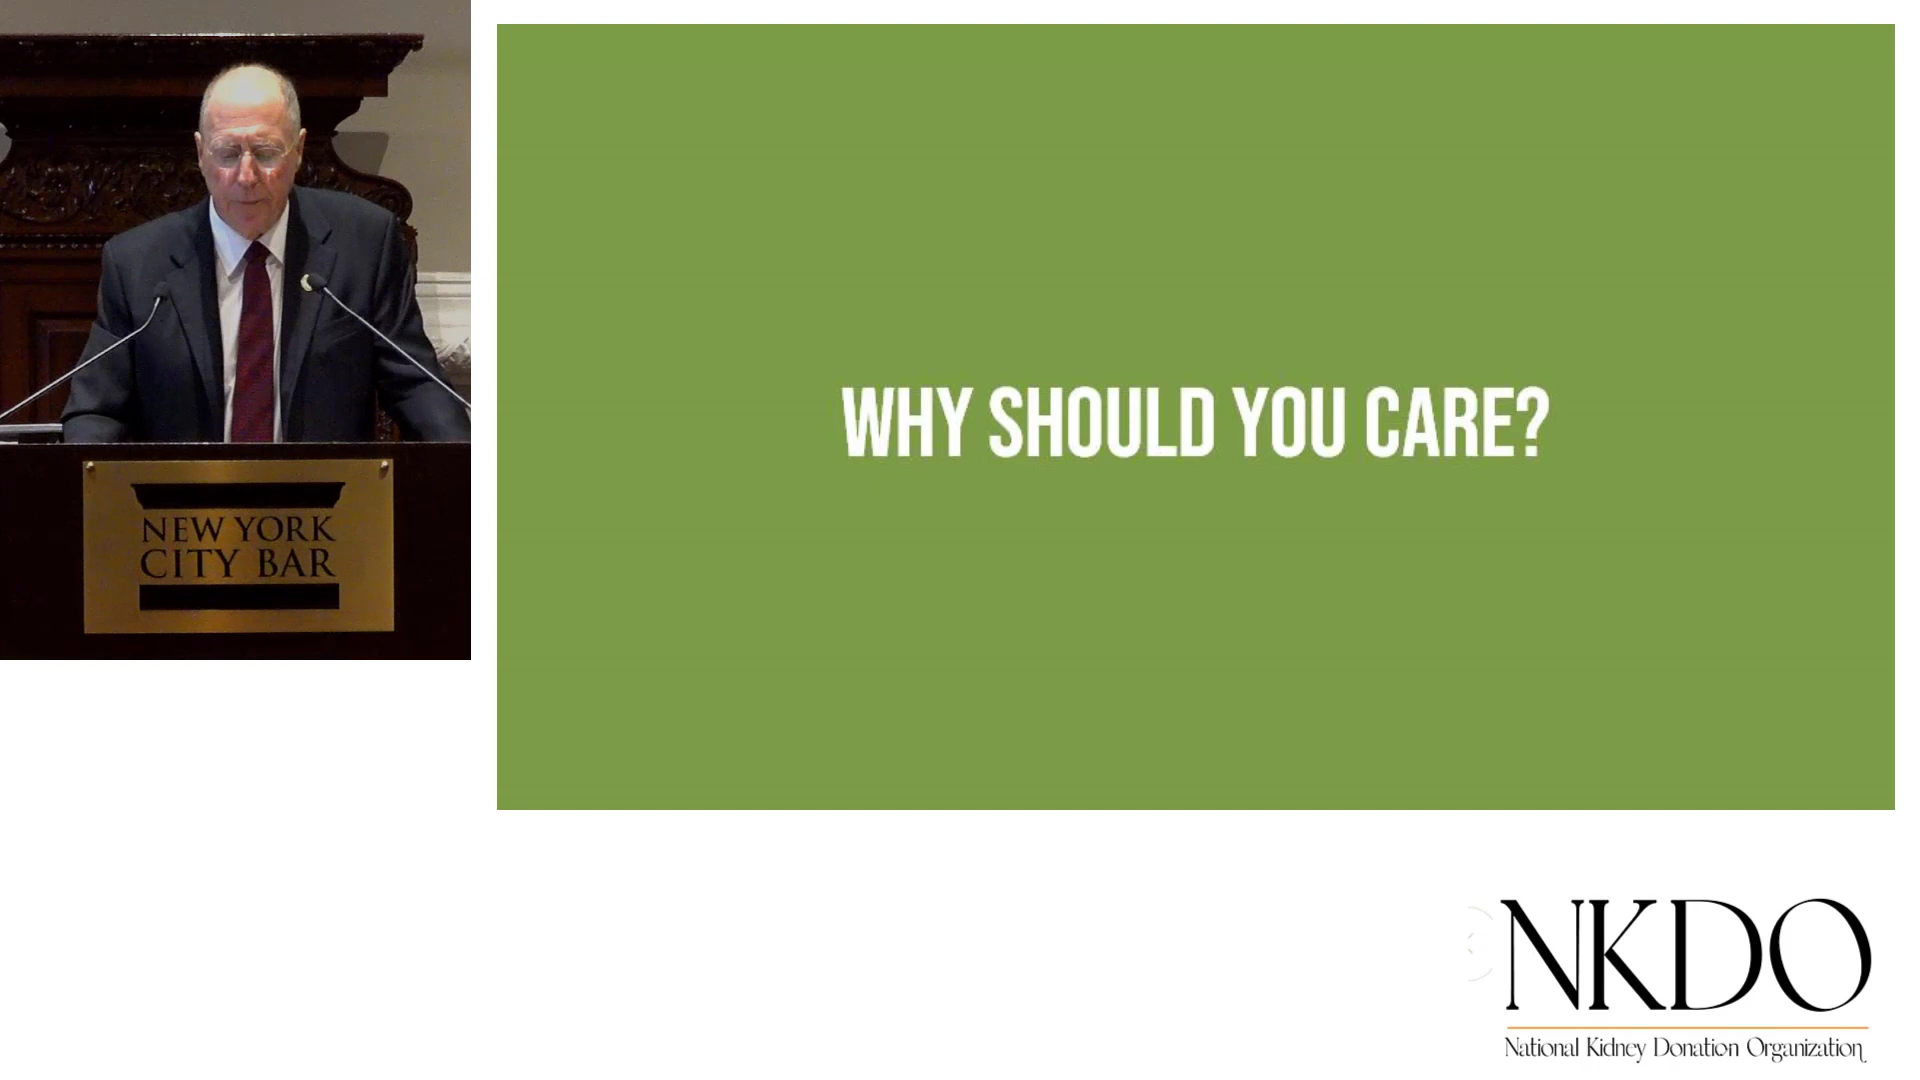 WHY SHOULD YOU CARE?
NEW YORK
CITY BAR
NKDO
National Kidney Donation Organization